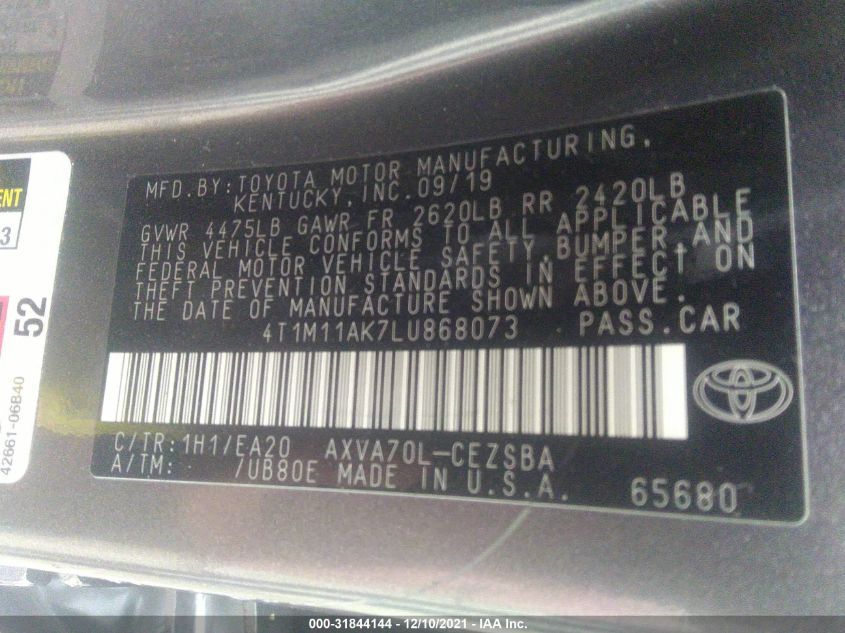 MFD.BY:TOYOTA MOTOR MANUFACTURING,
KENTUCKY,INC.09/19
GVWR 4475LB GAWR FR 2620LB RR 2420LB
THIS VEHICLE CONFORMS TO ALL APPLICABLE
FEDERAL MOTOR VEHICLE SAFETY,BUMPER,AND
THEFT PREVENTION STANDARDS IN EFFECT ON
THE DATE OF MANUFACTURE SHOWN ABOVE.
4T1M11AK7LU868073 PASS.CAR
C/TR:1H1/EA20 AXVA70L-CEZSBA
A/TM: /UB80E MADE IN U.S.A. 65680
52
42661-06B40
000-31844144 - 12/10/2021 - IAA Inc.